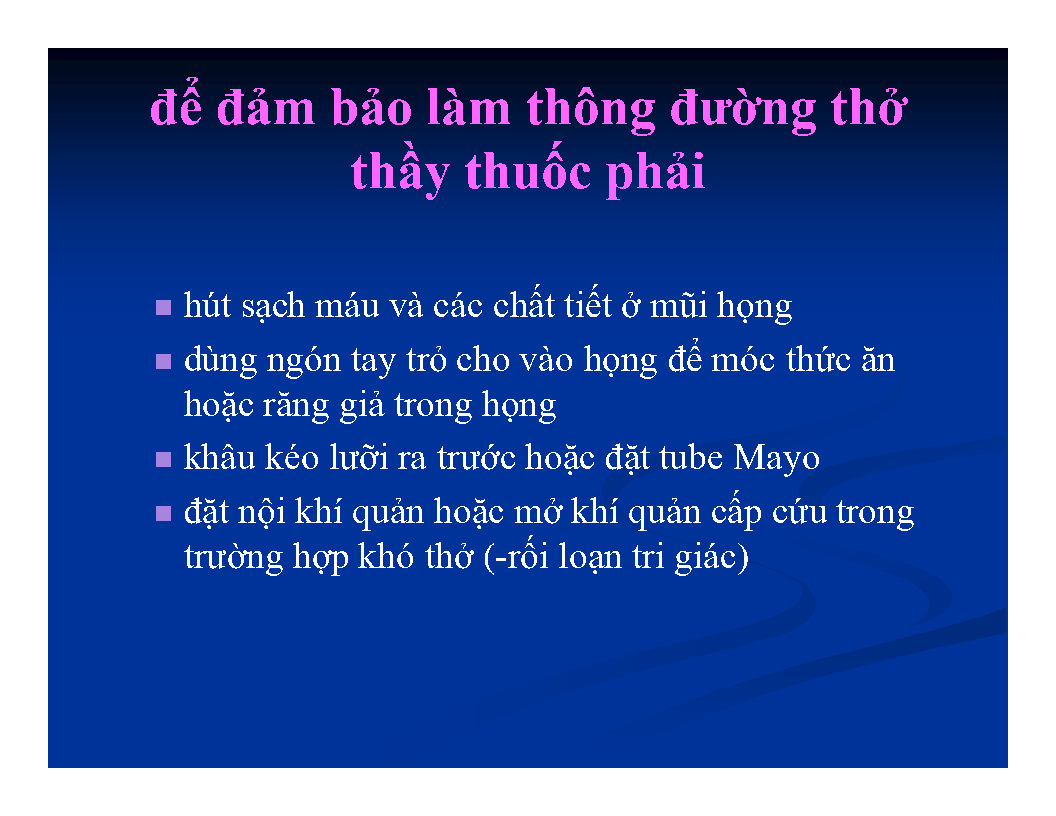 để đảm bảo làm thông đường thở
thầy thuốc phải
hút sạch máu và các chất tiết ở mũi họng
dùng ngón tay trỏ cho vào họng để móc thức ăn
hoặc răng giả trong họng
khâu kéo lưỡi ra trước hoặc đặt tube Mayo
đặt nội khí quản hoặc mở khí quản cấp cứu trong
trường hợp khó thở (-rối loạn tri giác)